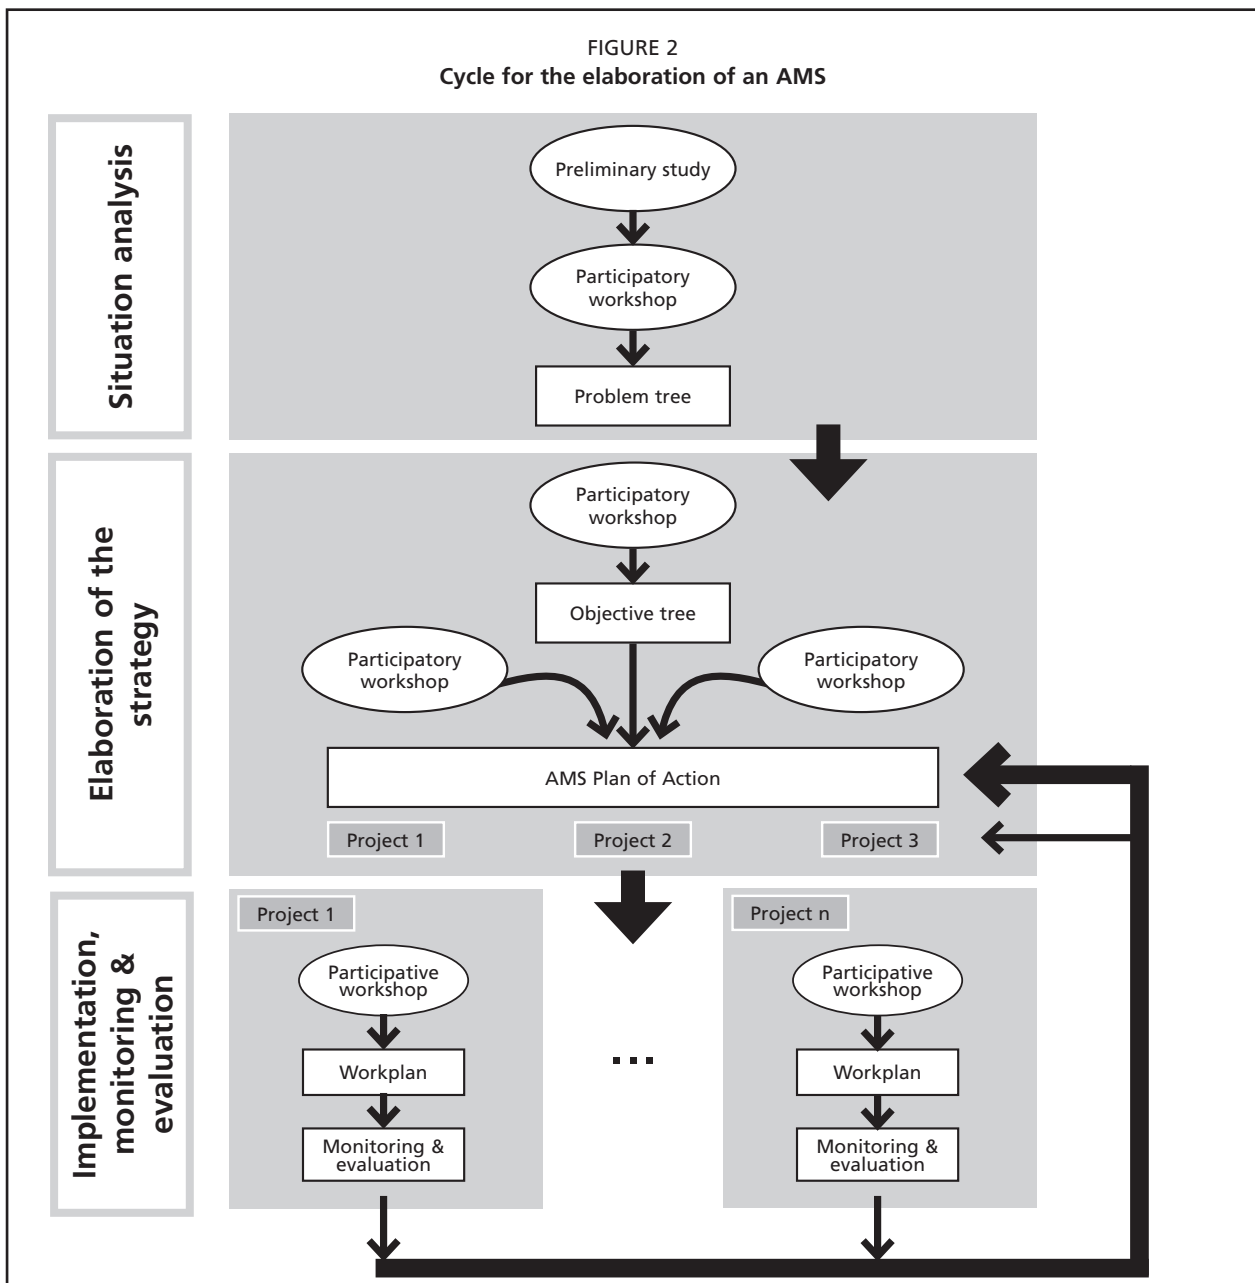 FIGURE 2
Cycle for the elaboration of an AMS
Situation analysis
Preliminary study
Participatory
workshop
Problem tree
Elaboration of the
strategy
Participatory
workshop
Objective tree
Participatory
workshop
Participatory
workshop
AMS Plan of Action
Project 1
Project 2
Project 3
Implementation,
monitoring &
evaluation
Project 1
Participative
workshop
Workplan
Monitoring &
evaluation
...
Project n
Participative
workshop
Workplan
Monitoring &
evaluation